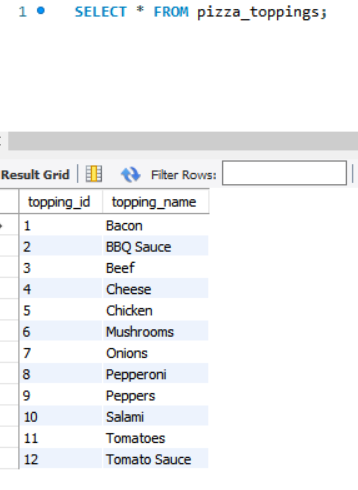 1 SELECT * FROM pizza_toppings;
Result Grid Filter Rows:
topping_id topping_name
1 Bacon
2 BBQ Sauce
3 Beef
4 Cheese
5 Chicken
6 Mushrooms
7 Onions
8 Pepperoni
9 Peppers
10 Salami
11 Tomatoes
12 Tomato Sauce